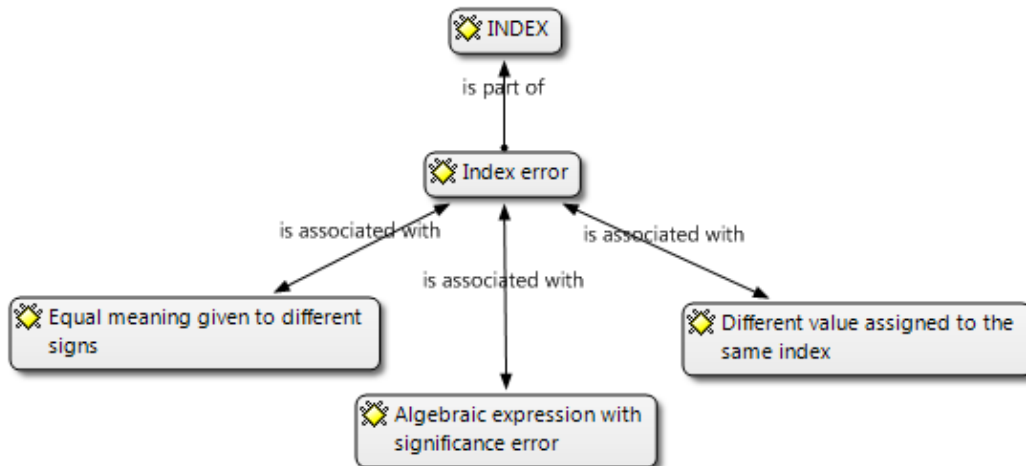 INDEX
is part of
Index error
is associated with
is associated with
is associated with
Equal meaning given to different
signs
Different value assigned to the
same index
Algebraic expression with
significance error